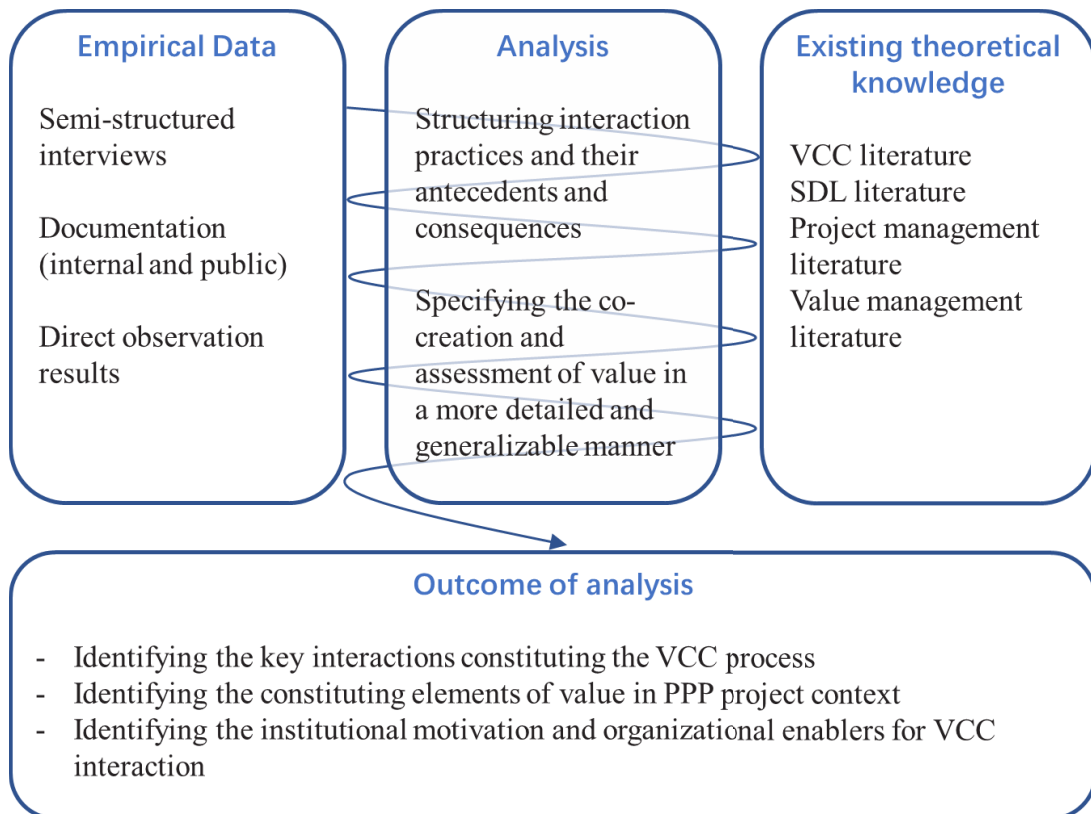 Empirical Data
Semi-structured
interviews
Documentation
(internal and public)
Direct observation
results
Analysis
Structuring interaction
practices and their
antecedents and
consequences
Specifying the co-
creation and
assessment of value in
a more detailed and
generalizable manner
Existing theoretical
knowledge
VCC literature
SDL literature
Project management
literature
Value management
literature
Outcome of analysis
- Identifying the key interactions constituting the VCC process
- Identifying the constituting elements of value in PPP project context
- Identifying the institutional motivation and organizational enablers for VCC
interaction